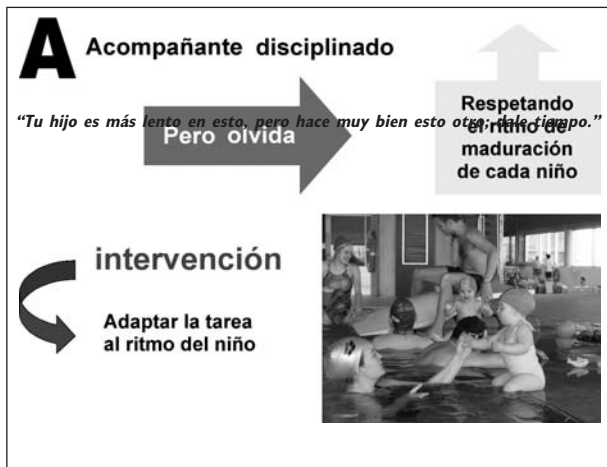 A Acompañante disciplinado
“Tu hijo es más lento en esto, pero hace muy bien esto otro; dale tiempo.”
Pero olvida
Respetando
el ritmo de
maduración
de cada niño
intervención
Adaptar la tarea
al ritmo del niño